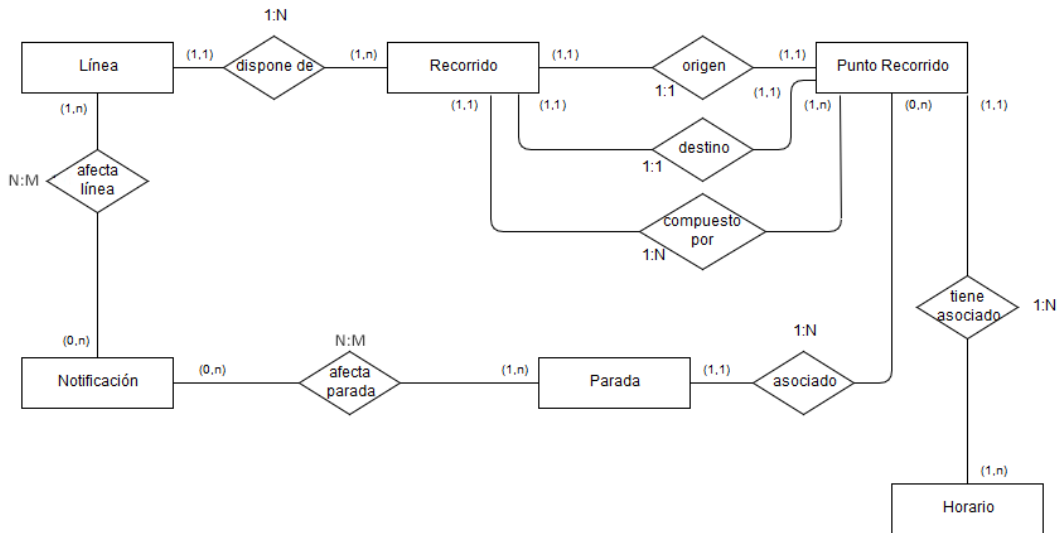 1:N
(1,1)
(1,n)
(1,1)
(1,1)
Línea
dispone de
Recorrido
origen
Punto Recorrido
1:1
(1,1)
(1,n)
(1,1)
(1,1)
(1,n)
(0,n)
(1,1)
destino
1:1
N:M
afecta
línea
compuesto
por
1:N
tiene
asociado
1:N
(0,n)
N:M
1:N
Notificación
(0,n)
afecta
parada
(1,n)
Parada
(1,1)
asociado
(1,n)
Horario